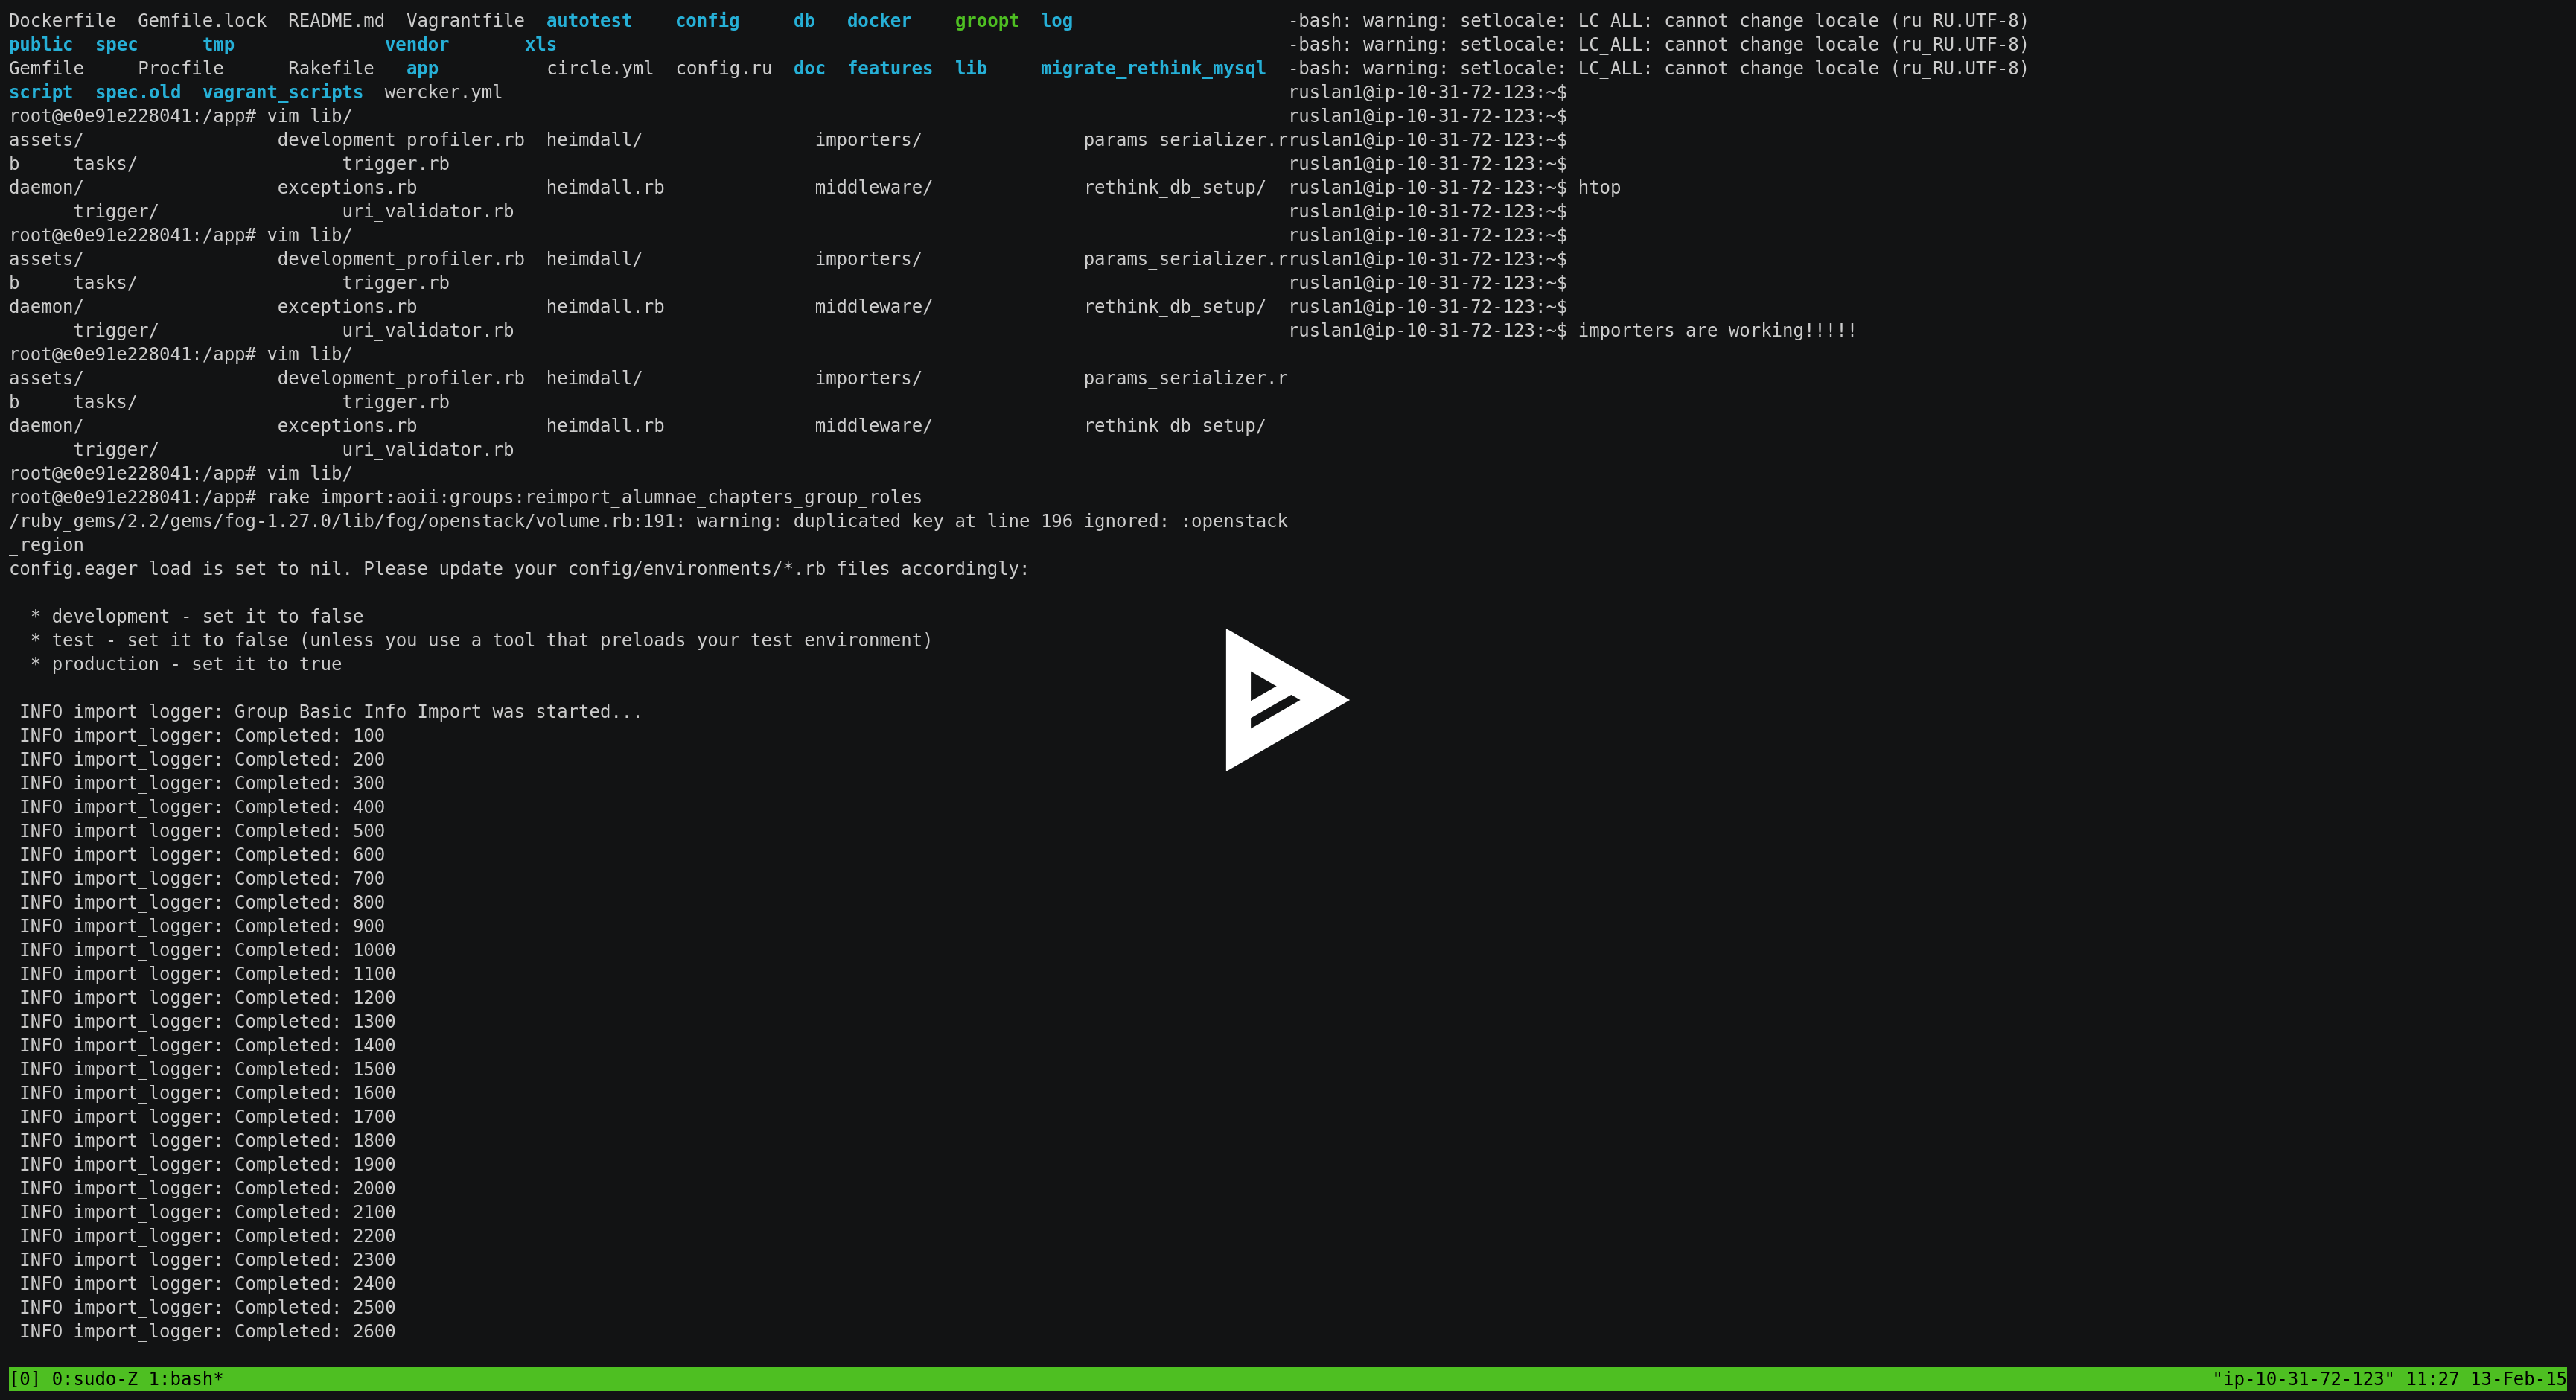 Dockerfile  Gemfile.lock  README.md  Vagrantfile  autotest    config     db   docker    groopt  log                    -bash: warning: setlocale: LC_ALL: cannot change locale (ru_RU.UTF-8)
public  spec      tmp              vendor       xls                                                                    -bash: warning: setlocale: LC_ALL: cannot change locale (ru_RU.UTF-8)
Gemfile     Procfile      Rakefile   app          circle.yml  config.ru  doc  features  lib     migrate_rethink_mysql  -bash: warning: setlocale: LC_ALL: cannot change locale (ru_RU.UTF-8)
script  spec.old  vagrant_scripts  wercker.yml                                                                         ruslan1@ip-10-31-72-123:~$
root@e0e91e228041:/app# vim lib/                                                                                       ruslan1@ip-10-31-72-123:~$
assets/                  development_profiler.rb  heimdall/                importers/               params_serializer.rruslan1@ip-10-31-72-123:~$
b     tasks/                   trigger.rb                                                                              ruslan1@ip-10-31-72-123:~$
daemon/                  exceptions.rb            heimdall.rb              middleware/              rethink_db_setup/  ruslan1@ip-10-31-72-123:~$ htop
      trigger/                 uri_validator.rb                                                                        ruslan1@ip-10-31-72-123:~$
root@e0e91e228041:/app# vim lib/                                                                                       ruslan1@ip-10-31-72-123:~$
assets/                  development_profiler.rb  heimdall/                importers/               params_serializer.rruslan1@ip-10-31-72-123:~$
b     tasks/                   trigger.rb                                                                              ruslan1@ip-10-31-72-123:~$
daemon/                  exceptions.rb            heimdall.rb              middleware/              rethink_db_setup/  ruslan1@ip-10-31-72-123:~$
      trigger/                 uri_validator.rb                                                                        ruslan1@ip-10-31-72-123:~$ importers are working!!!!!
root@e0e91e228041:/app# vim lib/
assets/                  development_profiler.rb  heimdall/                importers/               params_serializer.r
b     tasks/                   trigger.rb
daemon/                  exceptions.rb            heimdall.rb              middleware/              rethink_db_setup/
      trigger/                 uri_validator.rb
root@e0e91e228041:/app# vim lib/
root@e0e91e228041:/app# rake import:aoii:groups:reimport_alumnae_chapters_group_roles
/ruby_gems/2.2/gems/fog-1.27.0/lib/fog/openstack/volume.rb:191: warning: duplicated key at line 196 ignored: :openstack
_region
config.eager_load is set to nil. Please update your config/environments/*.rb files accordingly:

  * development - set it to false
  * test - set it to false (unless you use a tool that preloads your test environment)
  * production - set it to true

 INFO import_logger: Group Basic Info Import was started...
 INFO import_logger: Completed: 100
 INFO import_logger: Completed: 200
 INFO import_logger: Completed: 300
 INFO import_logger: Completed: 400
 INFO import_logger: Completed: 500
 INFO import_logger: Completed: 600
 INFO import_logger: Completed: 700
 INFO import_logger: Completed: 800
 INFO import_logger: Completed: 900
 INFO import_logger: Completed: 1000
 INFO import_logger: Completed: 1100
 INFO import_logger: Completed: 1200
 INFO import_logger: Completed: 1300
 INFO import_logger: Completed: 1400
 INFO import_logger: Completed: 1500
 INFO import_logger: Completed: 1600
 INFO import_logger: Completed: 1700
 INFO import_logger: Completed: 1800
 INFO import_logger: Completed: 1900
 INFO import_logger: Completed: 2000
 INFO import_logger: Completed: 2100
 INFO import_logger: Completed: 2200
 INFO import_logger: Completed: 2300
 INFO import_logger: Completed: 2400
 INFO import_logger: Completed: 2500
 INFO import_logger: Completed: 2600

[0] 0:sudo-Z 1:bash*    "ip-10-31-72-123" 11:27 13-Feb-15